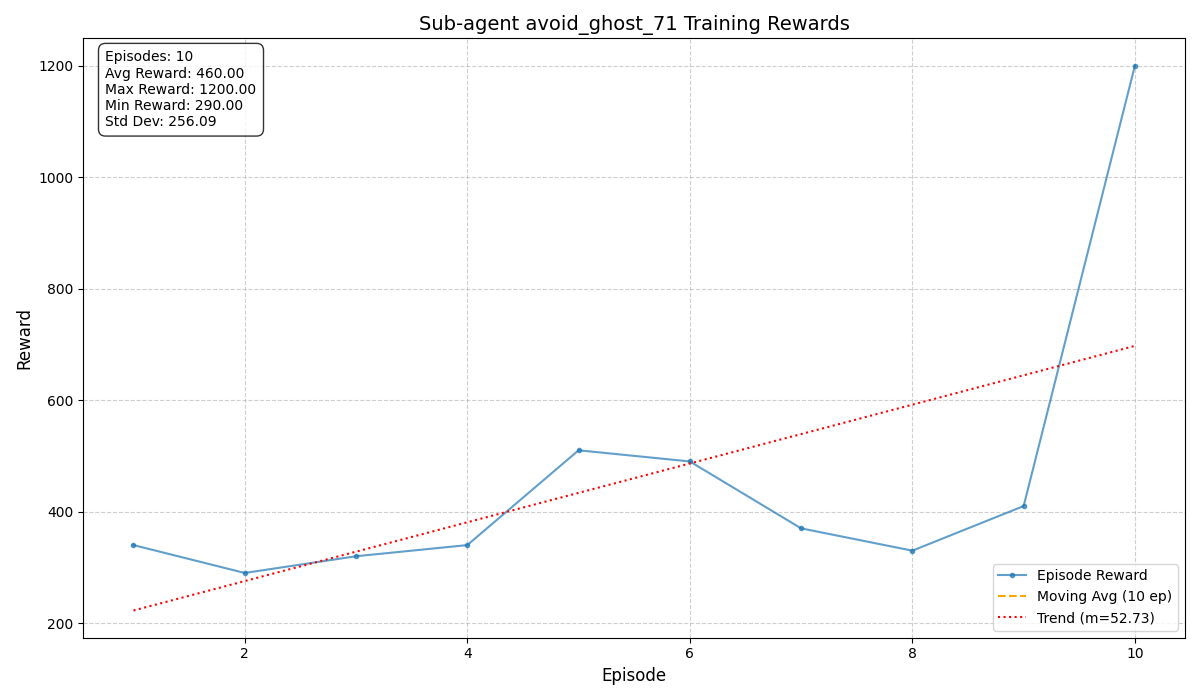 Sub-agent avoid_ghost_71 Training Rewards
Episodes: 10
Avg Reward: 460.00
Max Reward: 1200.00
Min Reward: 290.00
Std Dev: 256.09
Reward
1200
1000
800
600
400
200
2
4
6
8
10
Episode
Episode Reward
Moving Avg (10 ep)
Trend (m=52.73)